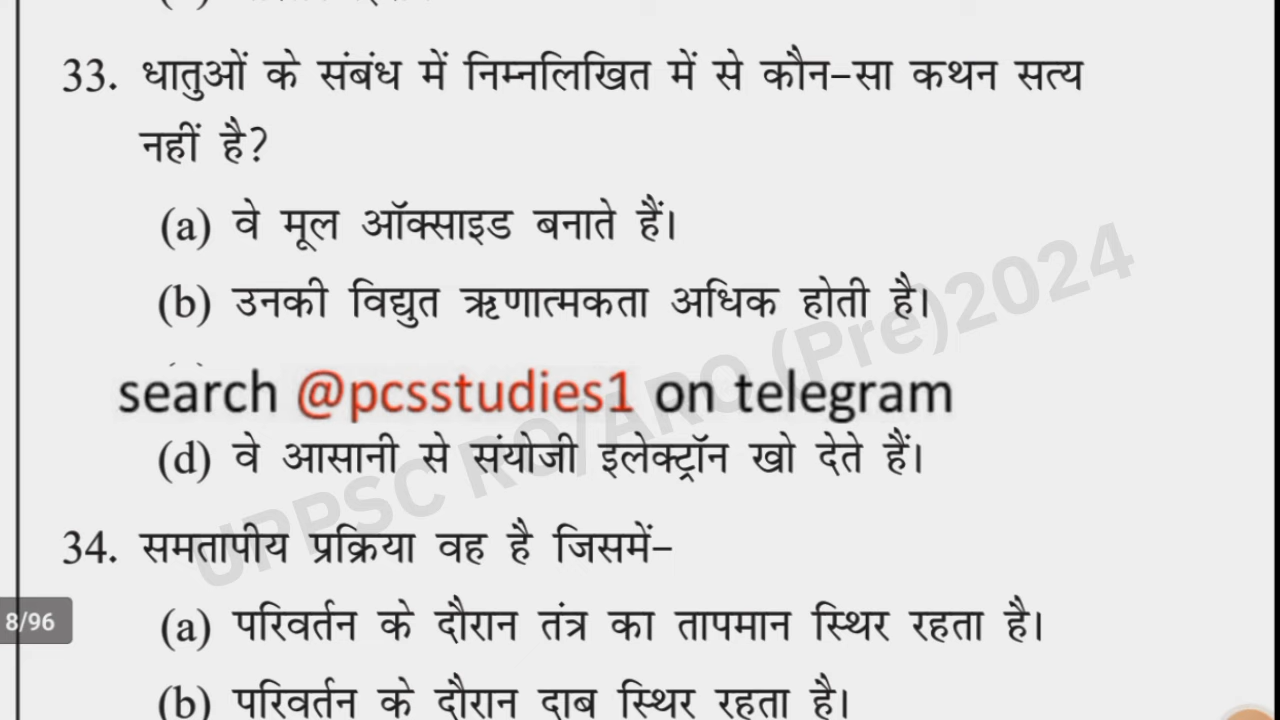 33. धातुओं के संबंध में निम्नलिखित में से कौन-सा कथन सत्य
नहीं है?
(a) वे मूल ऑक्साइड बनाते हैं।
(b) उनकी विद्युत ऋणात्मकता अधिक होती है।
search @pcsstudies1 on telegram
(d) वे आसानी से संयोजी इलेक्ट्रॉन खो देते हैं।
UPPSC RO/ARO (Pre)2024
34. समतापीय प्रक्रिया वह है जिसमें-
8/96
(a) परिवर्तन के दौरान तंत्र का तापमान स्थिर रहता है।
(b) परिवर्तन के दौरान दाब स्थिर रहता है।